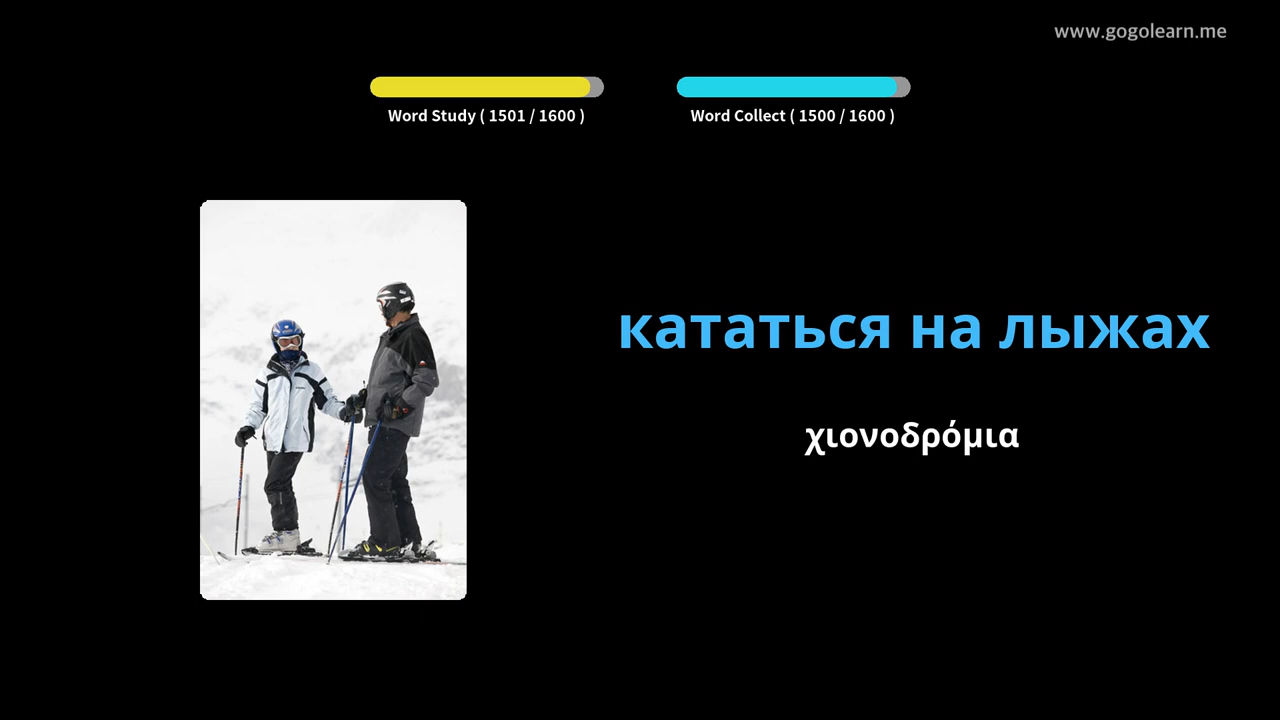 www.gogolearn.me
Word Study ( 1501 / 1600 )
Word Collect ( 1500 / 1600 )
кататься на лыжах
χιονοδρόμια